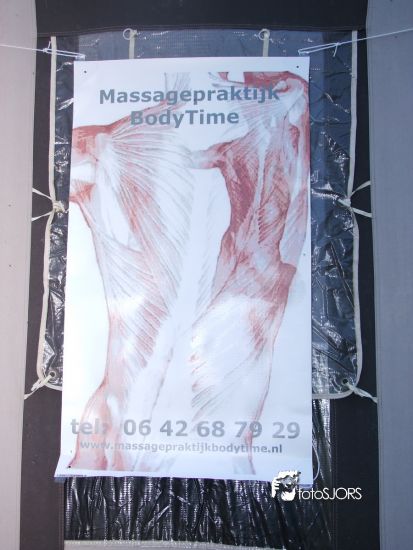 Massagepraktijk
BodyTime
tel: 06 42 68 79 29
www.massagepraktijkbodytime.nl
fotoSJORS